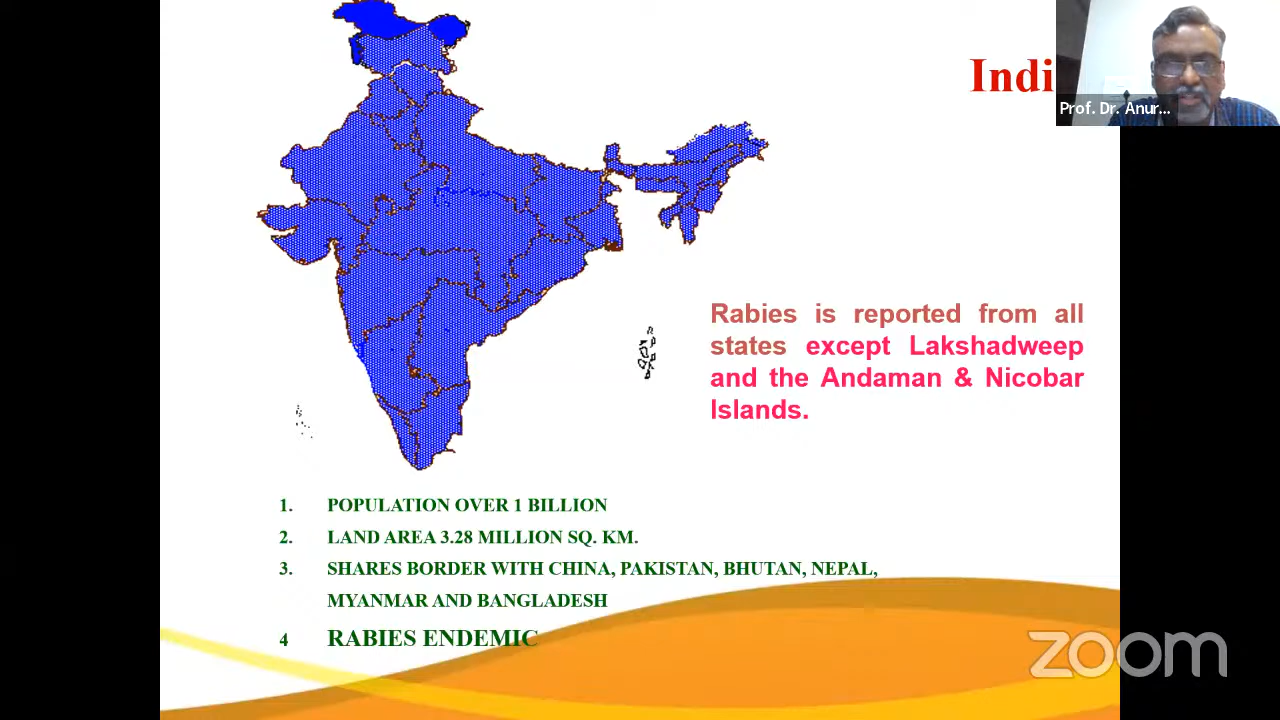 Indi
Prof. Dr. Anur...
Rabies is reported from all
states except Lakshadweep
and the Andaman & Nicobar
Islands.
1. POPULATION OVER 1 BILLION
2. LAND AREA 3.28 MILLION SQ. KM.
3. SHARES BORDER WITH CHINA, PAKISTAN, BHUTAN, NEPAL,
MYANMAR AND BANGLADESH
4 RABIES ENDEMIC
zoom